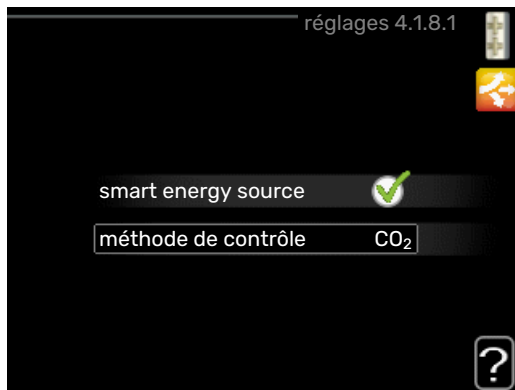 réglages 4.1.8.1
smart energy source
méthode de contrôle CO₂
?